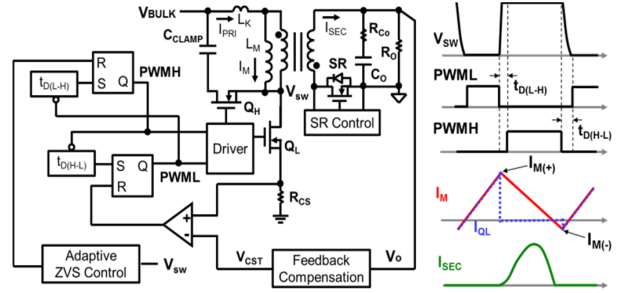 VBULK
IPRI
LK
CCLAMP
LM
IM
ISEC
RCo
RO
CO
SR
SR Control
VSW
QH
R
S Q
PWMH
tD(L-H)
tD(H-L)
S Q
R
PWML
Driver
QL
RCS
+
-
Adaptive
ZVS Control
Vsw
VCST
Feedback
Compensation
VO
VSW
PWML
tD(L-H)
PWMH
tD(H-L)
IM(+)
IM
IQL
IM(-)
ISEC